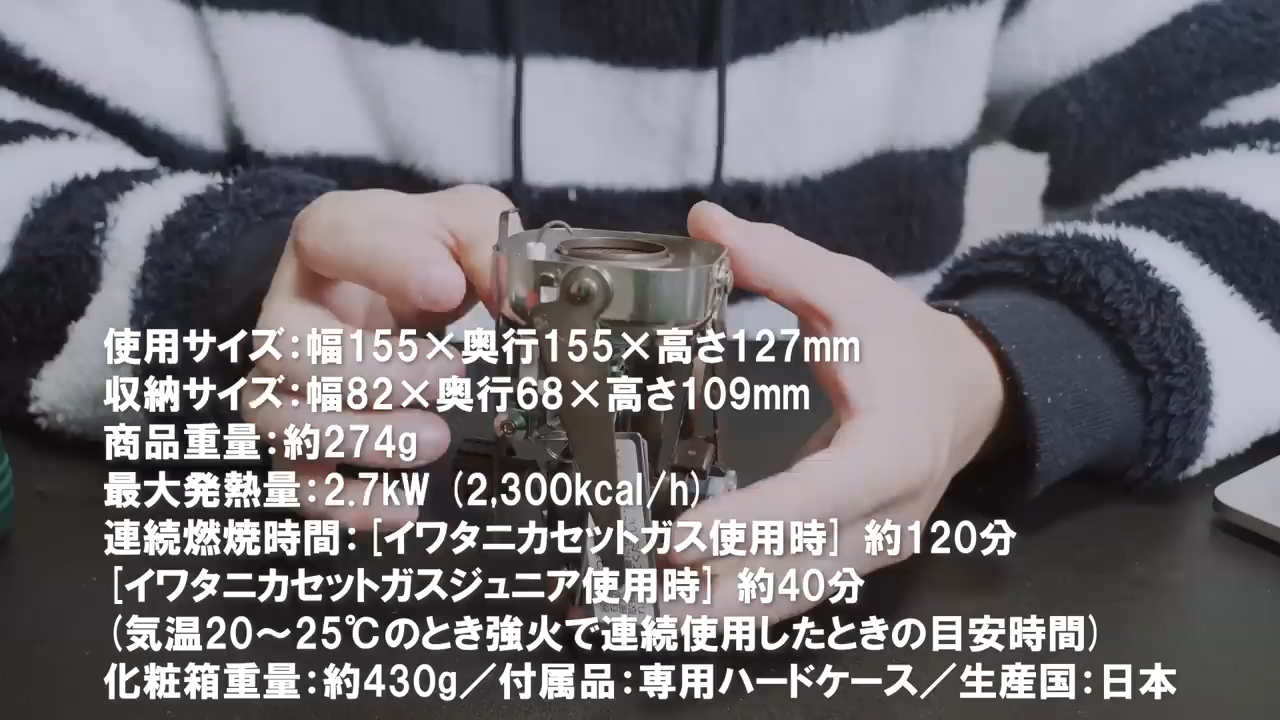 使用サイズ：幅155×奥行155×高さ127mm
収納サイズ：幅82×奥行68×高さ109mm
商品重量：約274g
最大発熱量：2.7kW (2,300kcal/h)
連続燃焼時間：[イワタニカセットガス使用時] 約120分
[イワタニカセットガスジュニア使用時] 約40分
(気温20～25℃のとき強火で連続使用したときの目安時間)
化粧箱重量：約430g／付属品：専用ハードケース／生産国：日本